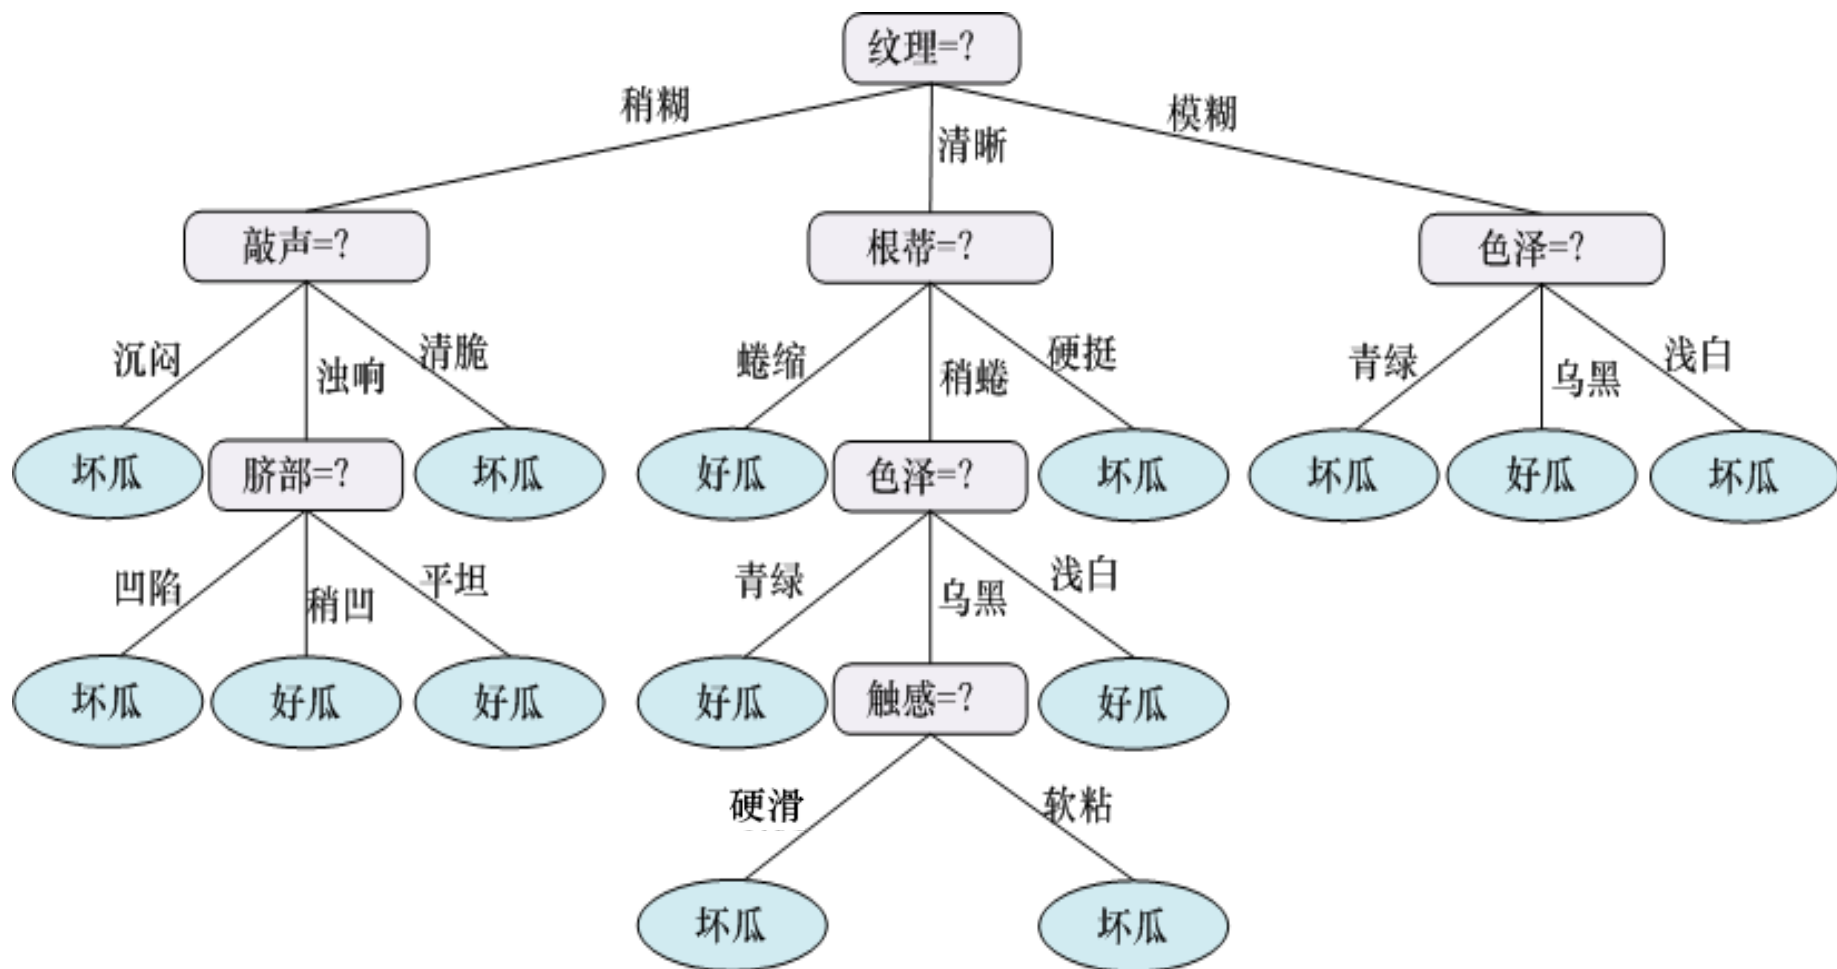 纹理=?
稍糊
清晰
模糊
敲声=?
根蒂=?
色泽=?
沉闷
浊响
清脆
蜷缩
稍蜷
硬挺
青绿
乌黑
浅白
坏瓜
脐部=?
坏瓜
好瓜
色泽=?
坏瓜
坏瓜
好瓜
坏瓜
凹陷
稍凹
平坦
青绿
乌黑
浅白
坏瓜
好瓜
好瓜
好瓜
触感=?
好瓜
硬滑
软粘
坏瓜
坏瓜